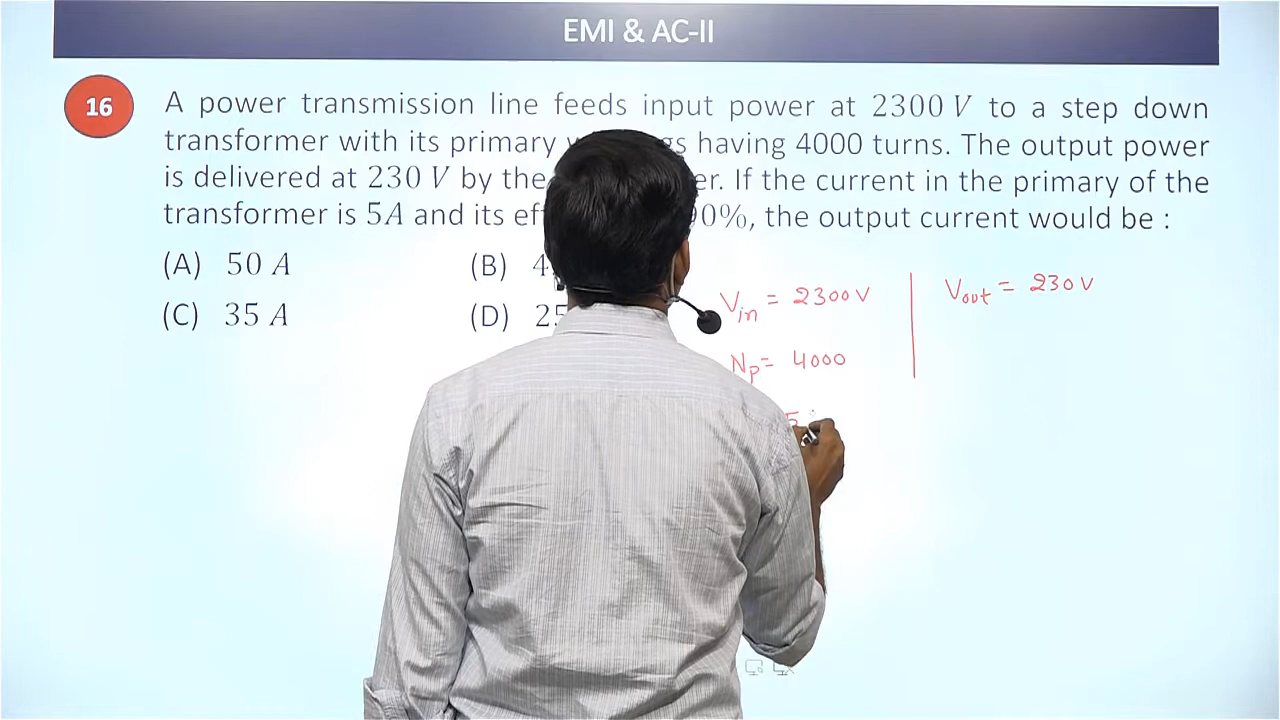 EMI & AC-II
16
A power transmission line feeds input power at 2300 V to a step down
transformer with its primary having 4000 turns. The output power
is delivered at 230 V by the If the current in the primary of the
transformer is 5A and its 90%, the output current would be :
(A) 50 A
(B)
(C) 35 A
(D)
V_in = 2300 V
V_out = 230 V
N_p = 4000
5